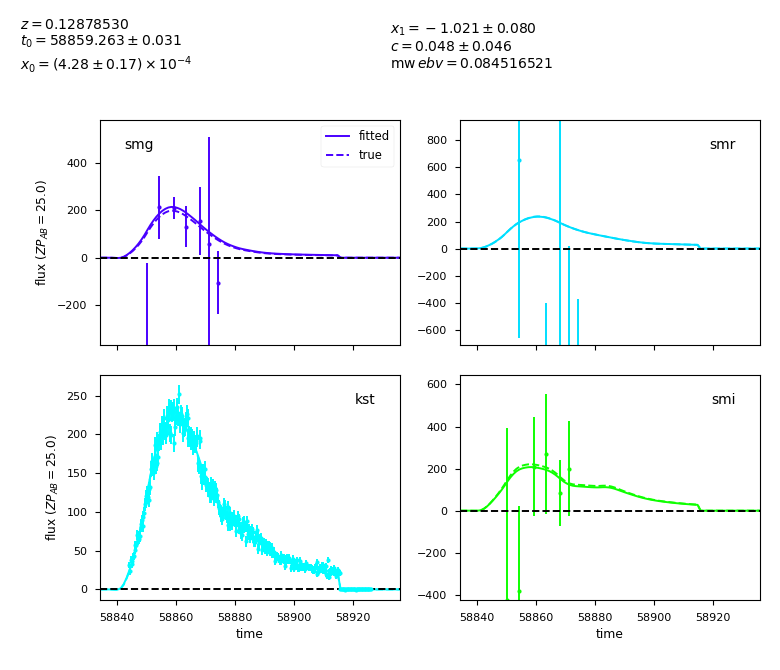 z = 0.12878530
t₀ = 58859.263 ± 0.031
x₀ = (4.28 ± 0.17) × 10⁻⁴
x₁ = −1.021 ± 0.080
c = 0.048 ± 0.046
mw ebv = 0.084516521
smg
fitted
true
400
200
0
−200
flux (ZP_AB = 25.0)
smr
800
600
400
200
0
−200
−400
−600
kst
250
200
150
100
50
0
flux (ZP_AB = 25.0)
58840 58860 58880 58900 58920
time
smi
600
400
200
0
−200
−400
58840 58860 58880 58900 58920
time